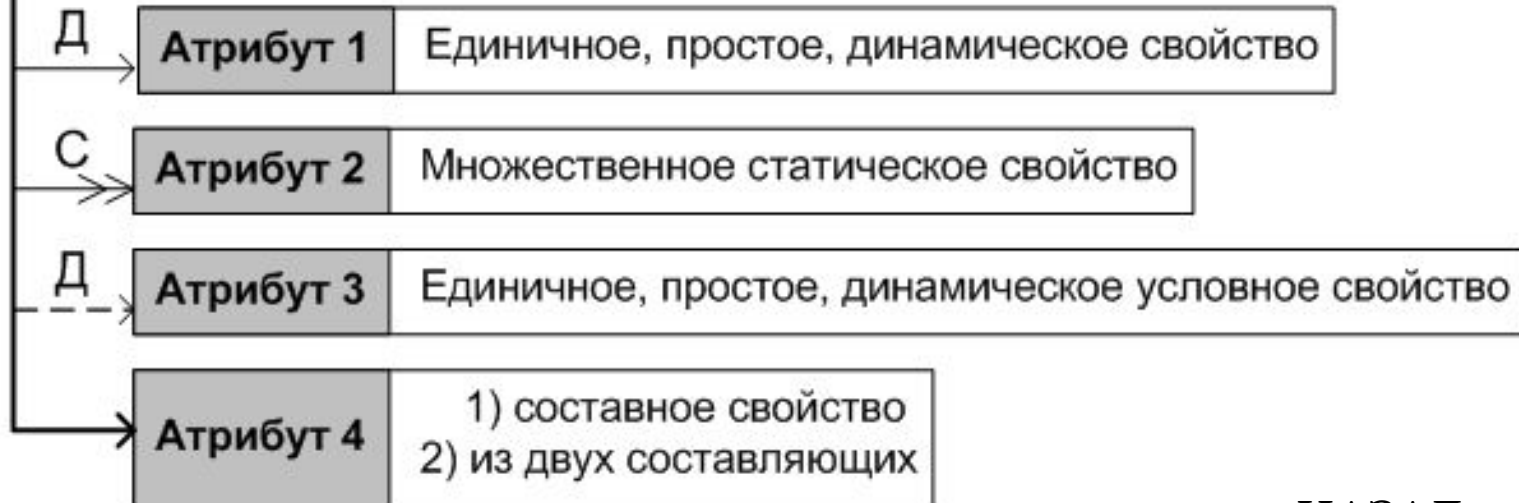 Д Атрибут 1 Единичное, простое, динамическое свойство
С Атрибут 2 Множественное статическое свойство
Д Атрибут 3 Единичное, простое, динамическое условное свойство
Атрибут 4 1) составное свойство
2) из двух составляющих